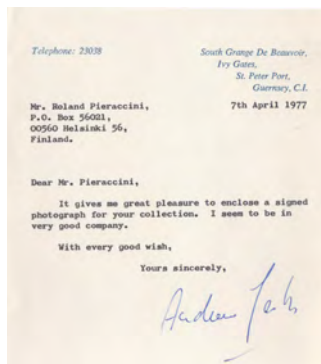 Telephone: 23038
South Grange De Beauvoir,
Ivy Gates,
St. Peter Port,
Guernsey, C.I.
7th April 1977
Mr. Roland Pieraccini,
P.O. Box 56021,
00560 Helsinki 56,
Finland.
Dear Mr. Pieraccini,
It gives me great pleasure to enclose a signed
photograph for your collection. I seem to be in
very good company.
With every good wish,
Yours sincerely,
Andrew